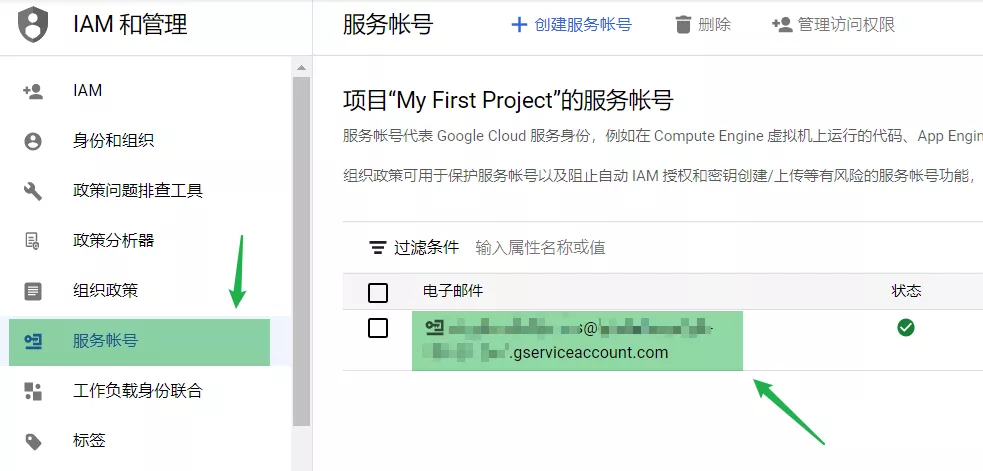 IAM 和管理
服务帐号
创建服务帐号
删除
管理访问权限
IAM
身份和组织
政策问题排查工具
政策分析器
组织政策
服务帐号
工作负载身份联合
标签
项目“My First Project”的服务帐号
服务帐号代表 Google Cloud 服务身份，例如在 Compute Engine 虚拟机上运行的代码、App Engin
组织政策可用于保护服务帐号以及阻止自动 IAM 授权和密钥创建/上传等有风险的服务帐号功能，
过滤条件 输入属性名称或值
电子邮件 状态
s@
.gserviceaccount.com